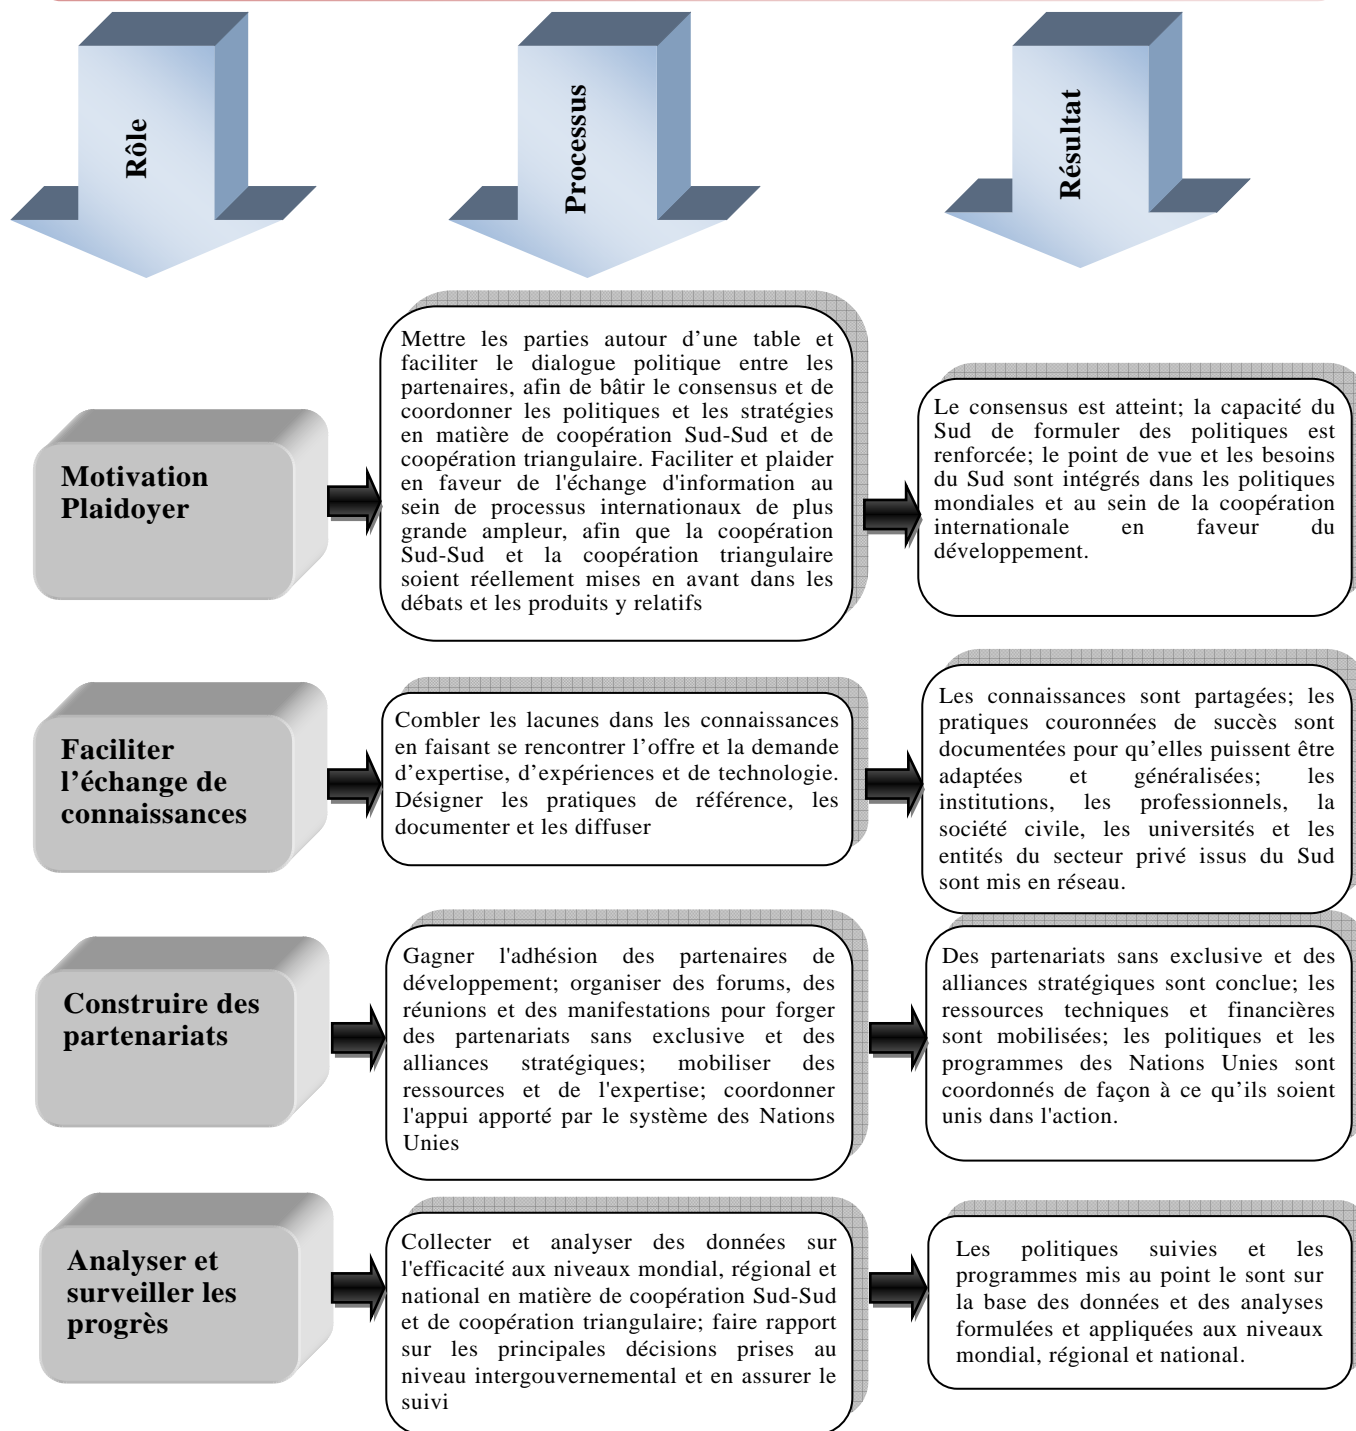 Rôle
Processus
Résultat
Motivation
Plaidoyer
Mettre les parties autour d’une table et
faciliter le dialogue politique entre les
partenaires, afin de bâtir le consensus et de
coordonner les politiques et les stratégies
en matière de coopération Sud-Sud et de
coopération triangulaire. Faciliter et plaider
en faveur de l'échange d'information au
sein de processus internationaux de plus
grande ampleur, afin que la coopération
Sud-Sud et la coopération triangulaire
soient réellement mises en avant dans les
débats et les produits y relatifs
Le consensus est atteint; la capacité du
Sud de formuler des politiques est
renforcée; le point de vue et les besoins
du Sud sont intégrés dans les politiques
mondiales et au sein de la coopération
internationale en faveur du
développement.
Faciliter
l’échange de
connaissances
Combler les lacunes dans les connaissances
en faisant se rencontrer l’offre et la demande
d’expertise, d’expériences et de technologie.
Désigner les pratiques de référence, les
documenter et les diffuser
Les connaissances sont partagées; les
pratiques couronnées de succès sont
documentées pour qu’elles puissent être
adaptées et généralisées; les
institutions, les professionnels, la
société civile, les universités et les
entités du secteur privé issus du Sud
sont mis en réseau.
Construire des
partenariats
Gagner l'adhésion des partenaires de
développement; organiser des forums, des
réunions et des manifestations pour forger
des partenariats sans exclusive et des
alliances stratégiques; mobiliser des
ressources et de l'expertise; coordonner
l'appui apporté par le système des Nations
Unies
Des partenariats sans exclusive et des
alliances stratégiques sont conclue; les
ressources techniques et financières
sont mobilisées; les politiques et les
programmes des Nations Unies sont
coordonnés de façon à ce qu’ils soient
unis dans l'action.
Analyser et
surveiller les
progrès
Collecter et analyser des données sur
l'efficacité aux niveaux mondial, régional et
national en matière de coopération Sud-Sud
et de coopération triangulaire; faire rapport
sur les principales décisions prises au
niveau intergouvernemental et en assurer le
suivi
Les politiques suivies et les
programmes mis au point le sont sur
la base des données et des analyses
formulées et appliquées aux niveaux
mondial, régional et national.